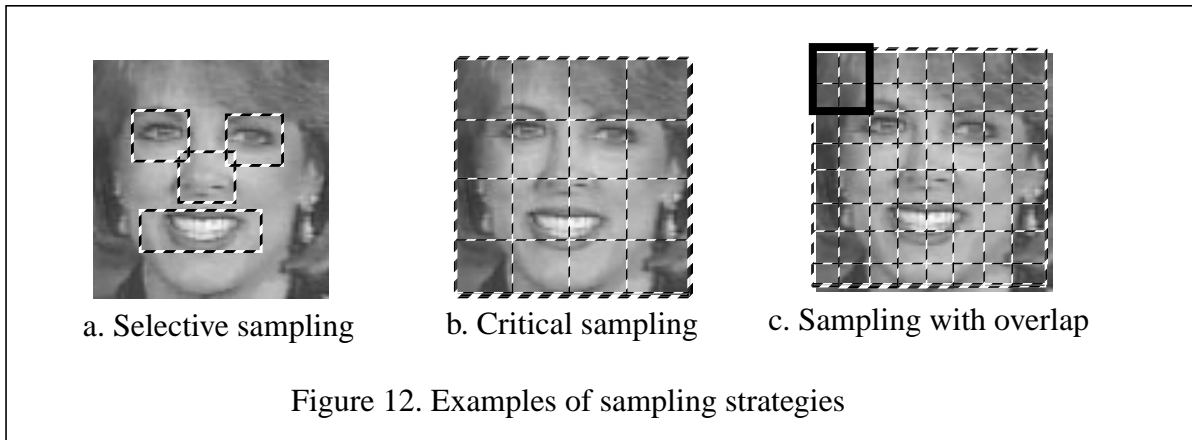 a. Selective sampling
b. Critical sampling
c. Sampling with overlap
Figure 12. Examples of sampling strategies